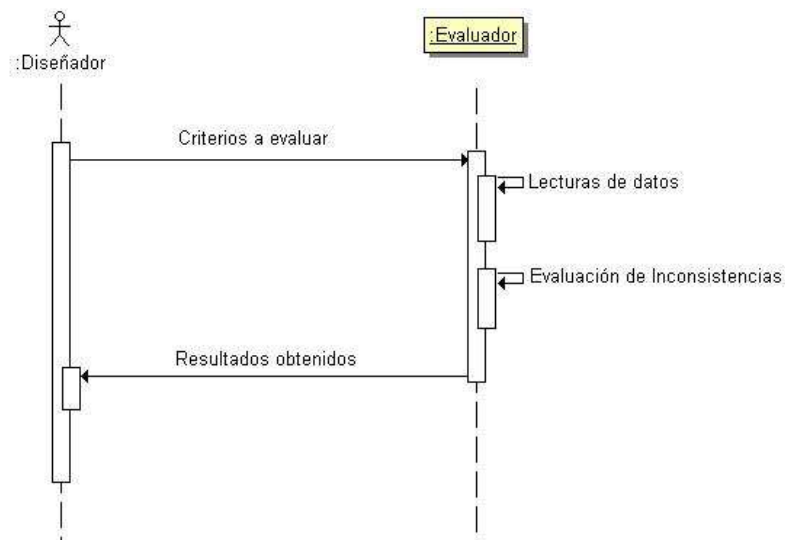 :Diseñador
:Evaluador
Criterios a evaluar
Lecturas de datos
Evaluación de Inconsistencias
Resultados obtenidos